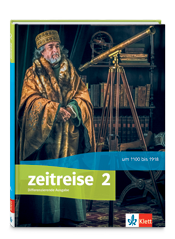 um 1100 bis 1918
zeitreise 2
Differenzierende Ausgabe
Klett